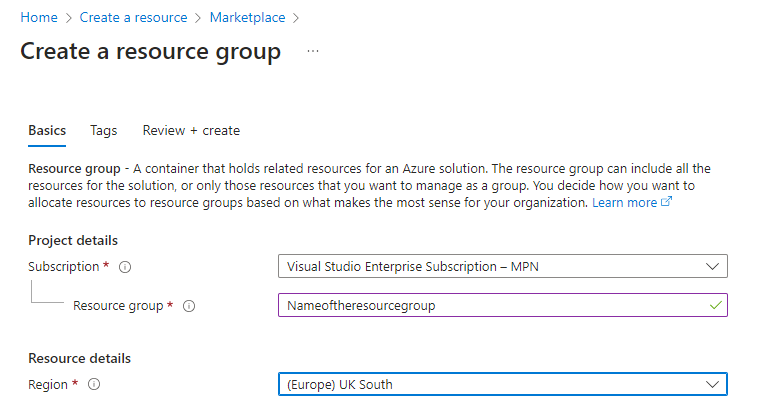 Home > Create a resource > Marketplace >
Create a resource group ...
Basics Tags Review + create
Resource group - A container that holds related resources for an Azure solution. The resource group can include all the
resources for the solution, or only those resources that you want to manage as a group. You decide how you want to
allocate resources to resource groups based on what makes the most sense for your organization. Learn more
Project details
Subscription * Visual Studio Enterprise Subscription – MPN
Resource group * Nameoftheresourcegroup
Resource details
Region * (Europe) UK South